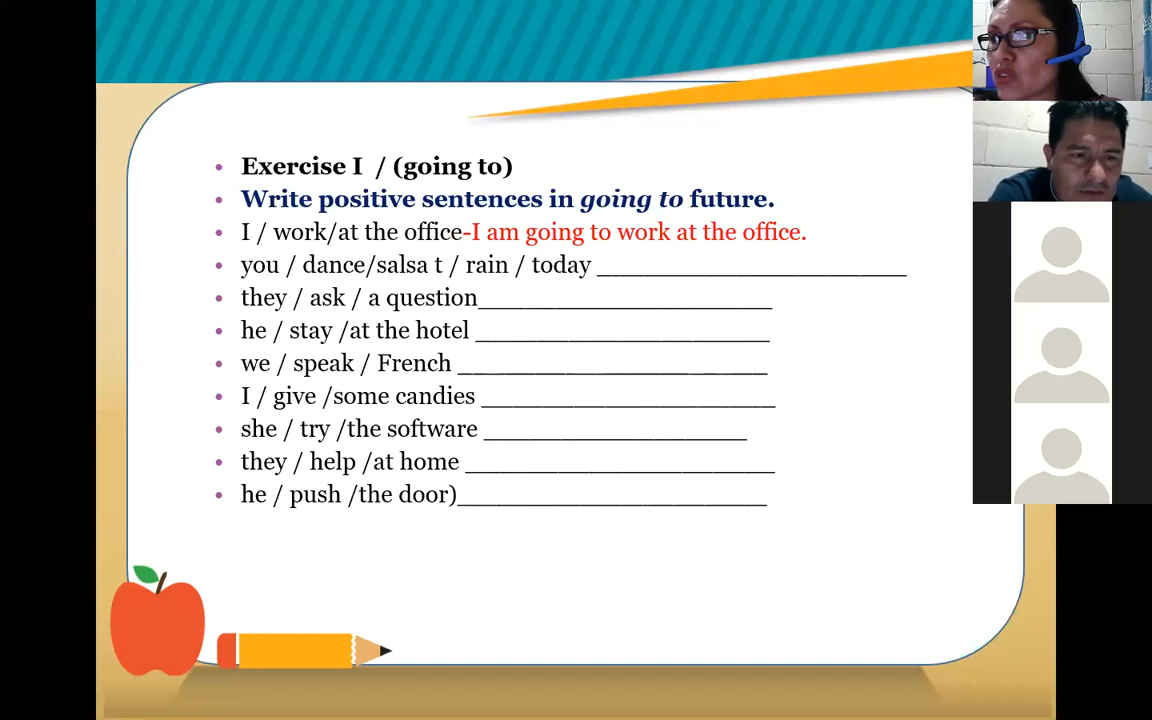 Exercise I / (going to)
Write positive sentences in going to future.
I / work/at the office-I am going to work at the office.
you / dance/salsa t / rain / today ________________________
they / ask / a question_______________________
he / stay /at the hotel _______________________
we / speak / French ________________________
I / give /some candies _______________________
she / try /the software ____________________
they / help /at home ________________________
he / push /the door)________________________